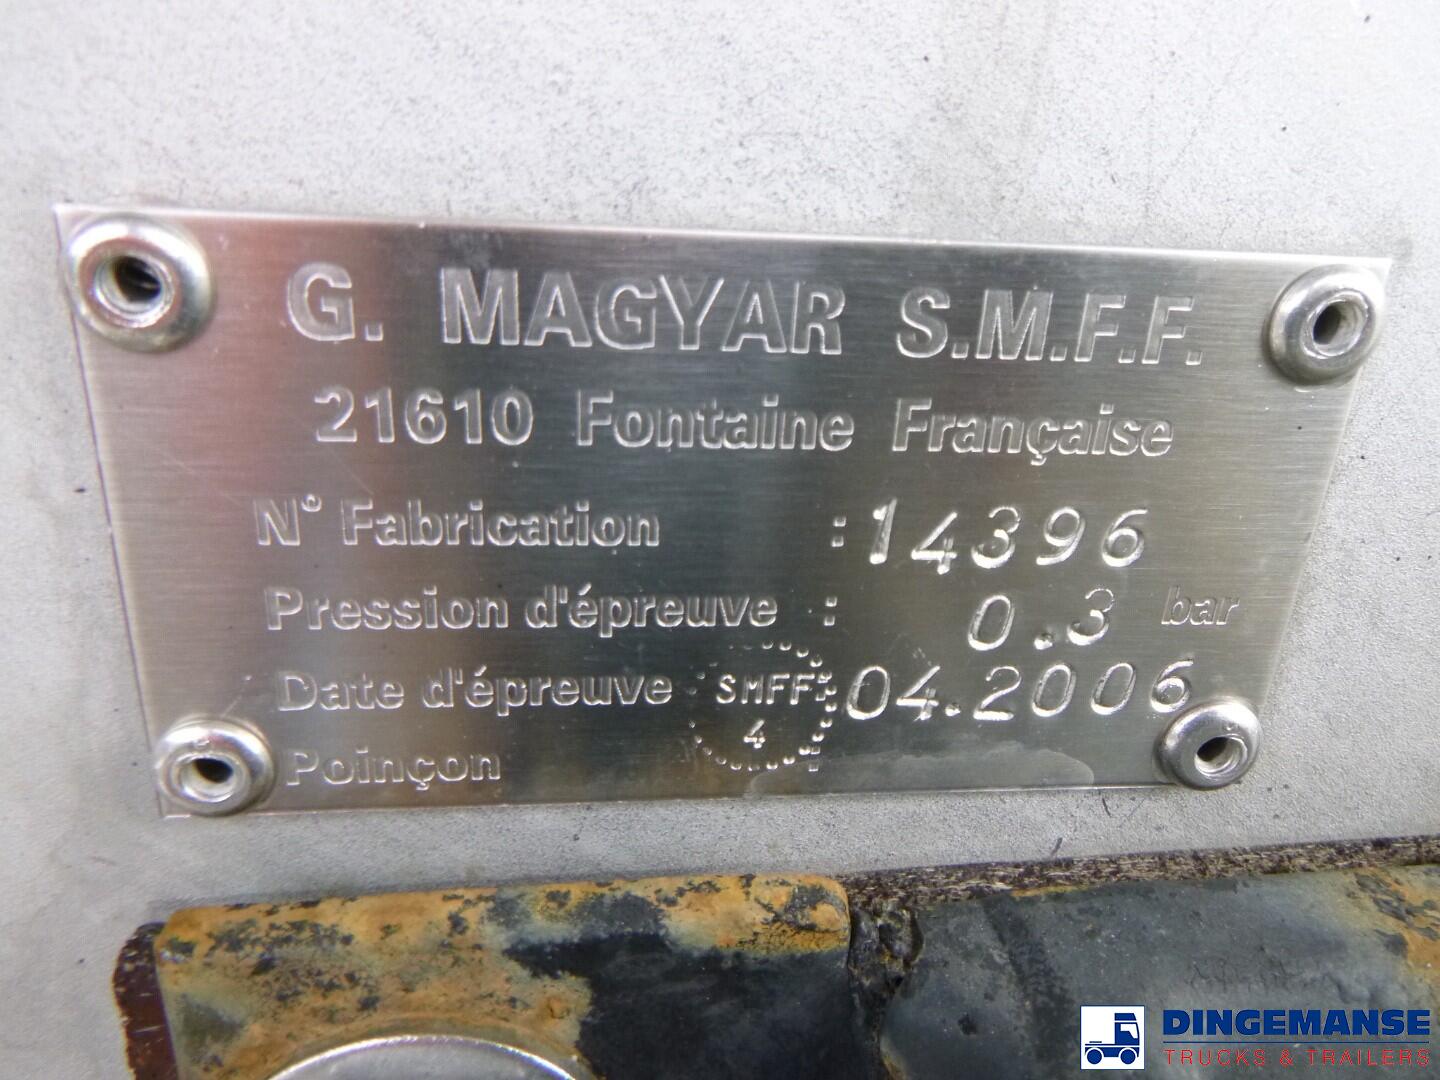 G. MAGYAR S.M.F.F.
21610 Fontaine Française
N° Fabrication : 14396
Pression d'épreuve : 0.3 bar
Date d'épreuve : 04.2006
SMFF
4
Poinçon
DINGEMANSE
TRUCKS & TRAILERS